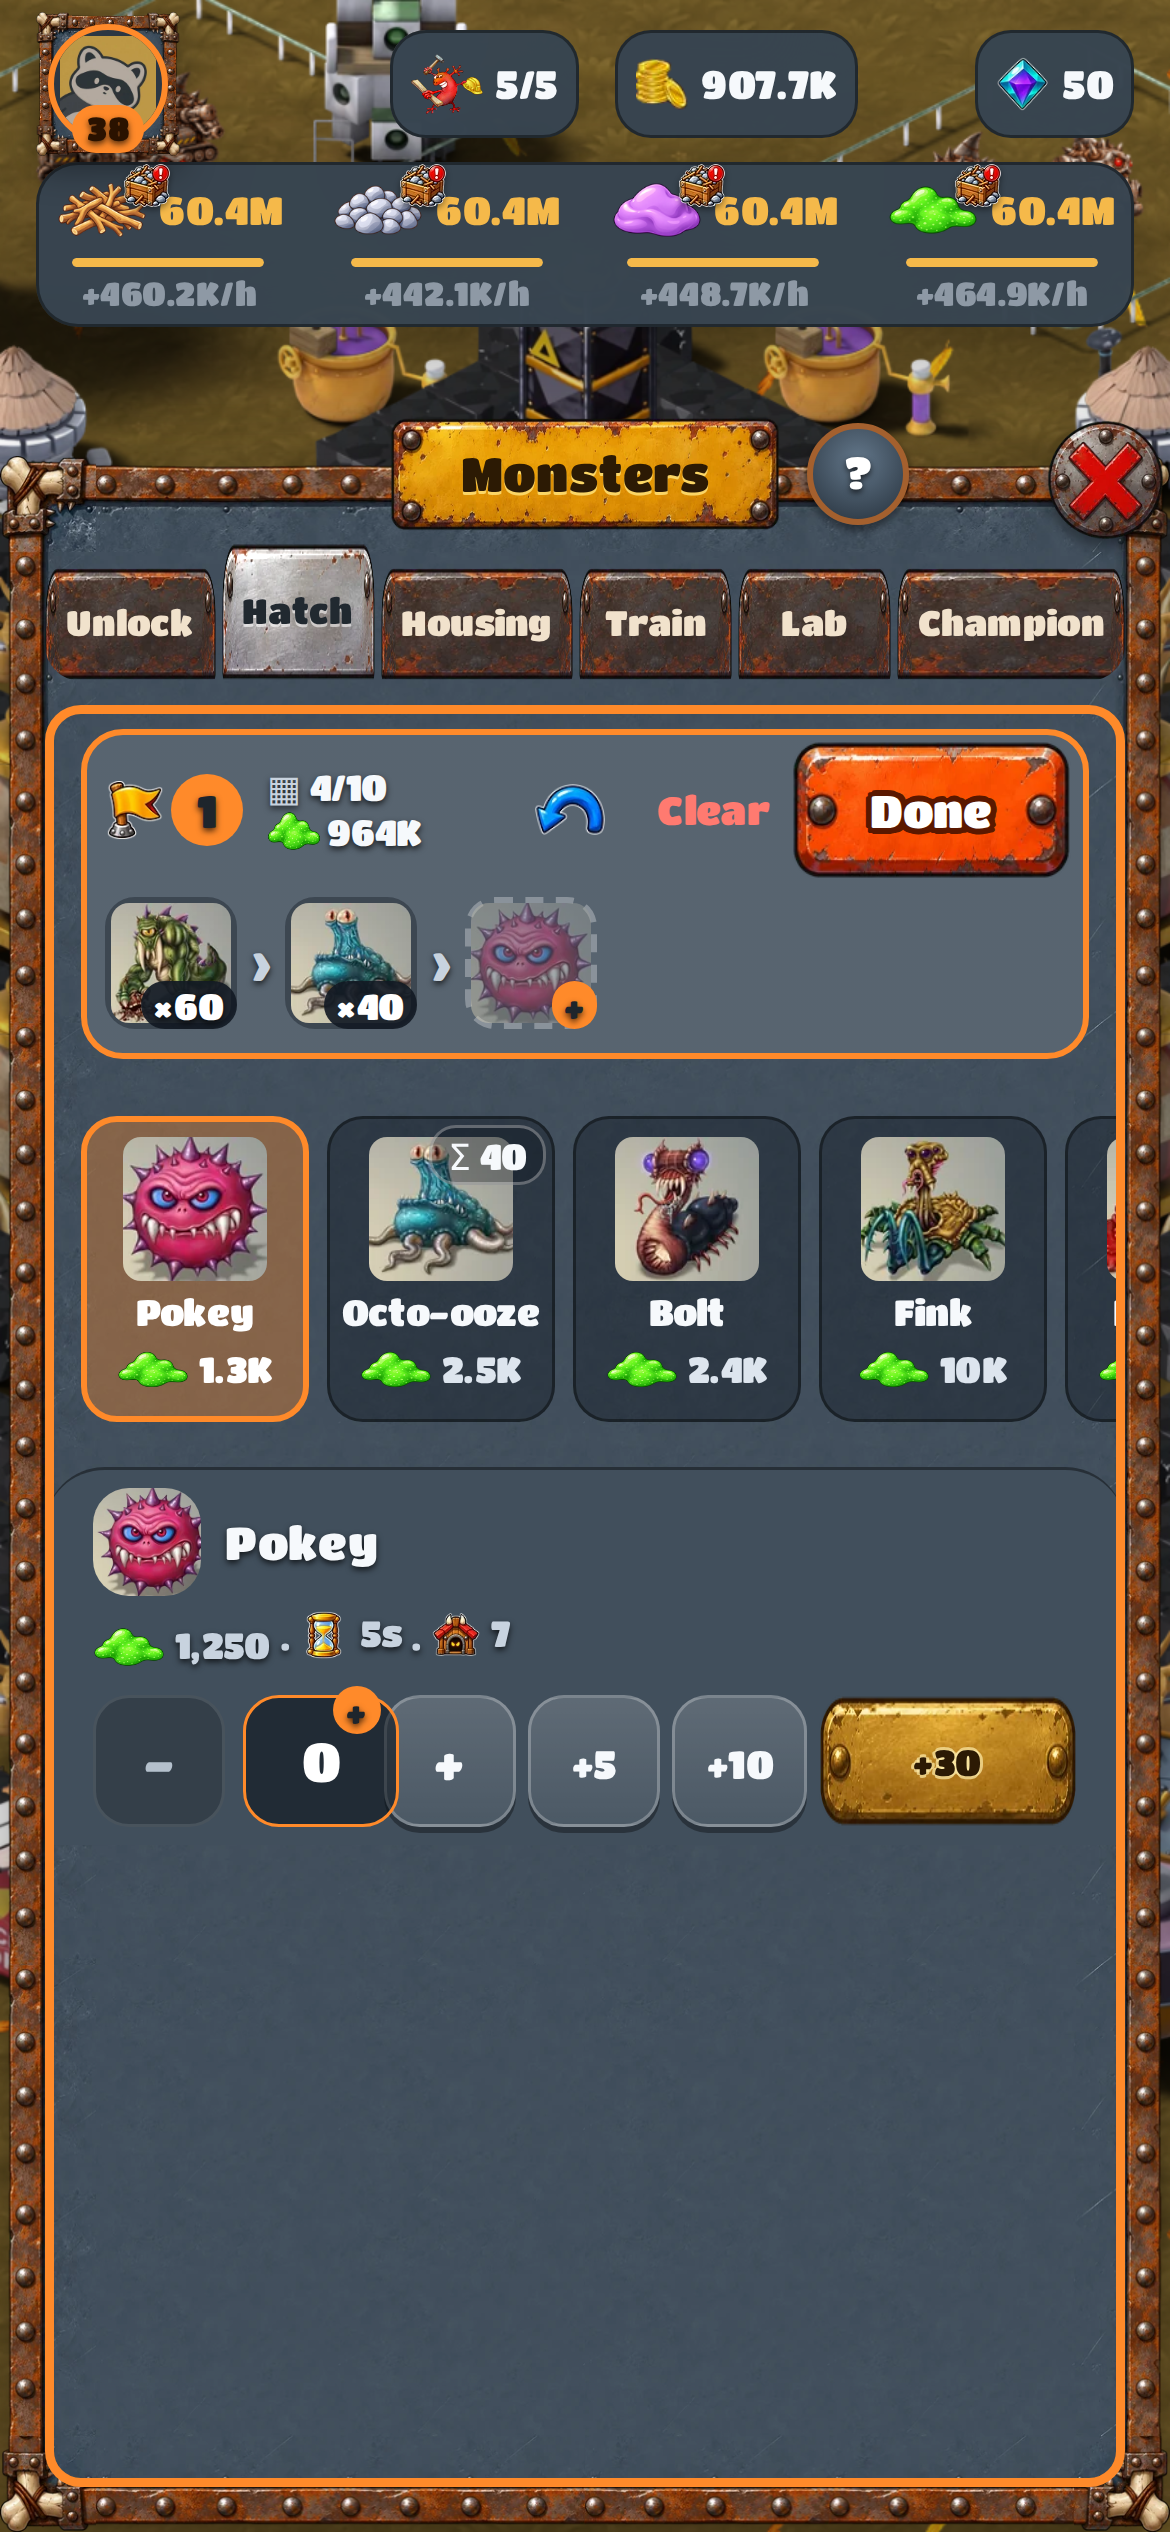 38
5/5
907.7K
50
60.4M
60.4M
60.4M
60.4M
+460.2K/h
+442.1K/h
+448.7K/h
+464.9K/h
Monsters
?
Unlock
Hatch
Housing
Train
Lab
Champion
1
4/10
964K
Clear
Done
×60
×40
+
Σ 40
Pokey
Octo-ooze
Bolt
Fink
1.3K
2.5K
2.4K
10K
Pokey
1,250 · 5s · 7
+
-
0
+
+5
+10
+30